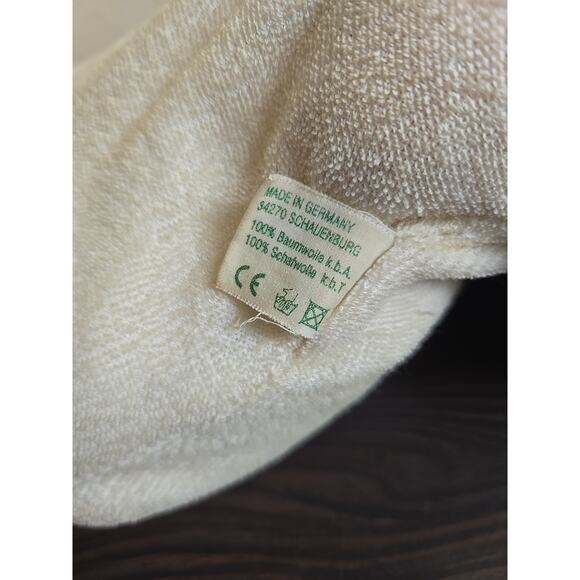 MADE IN GERMANY
34270 SCHAUENBURG
100% Baumwolle k.b.A.
100% Schafwolle k.b.T
CE